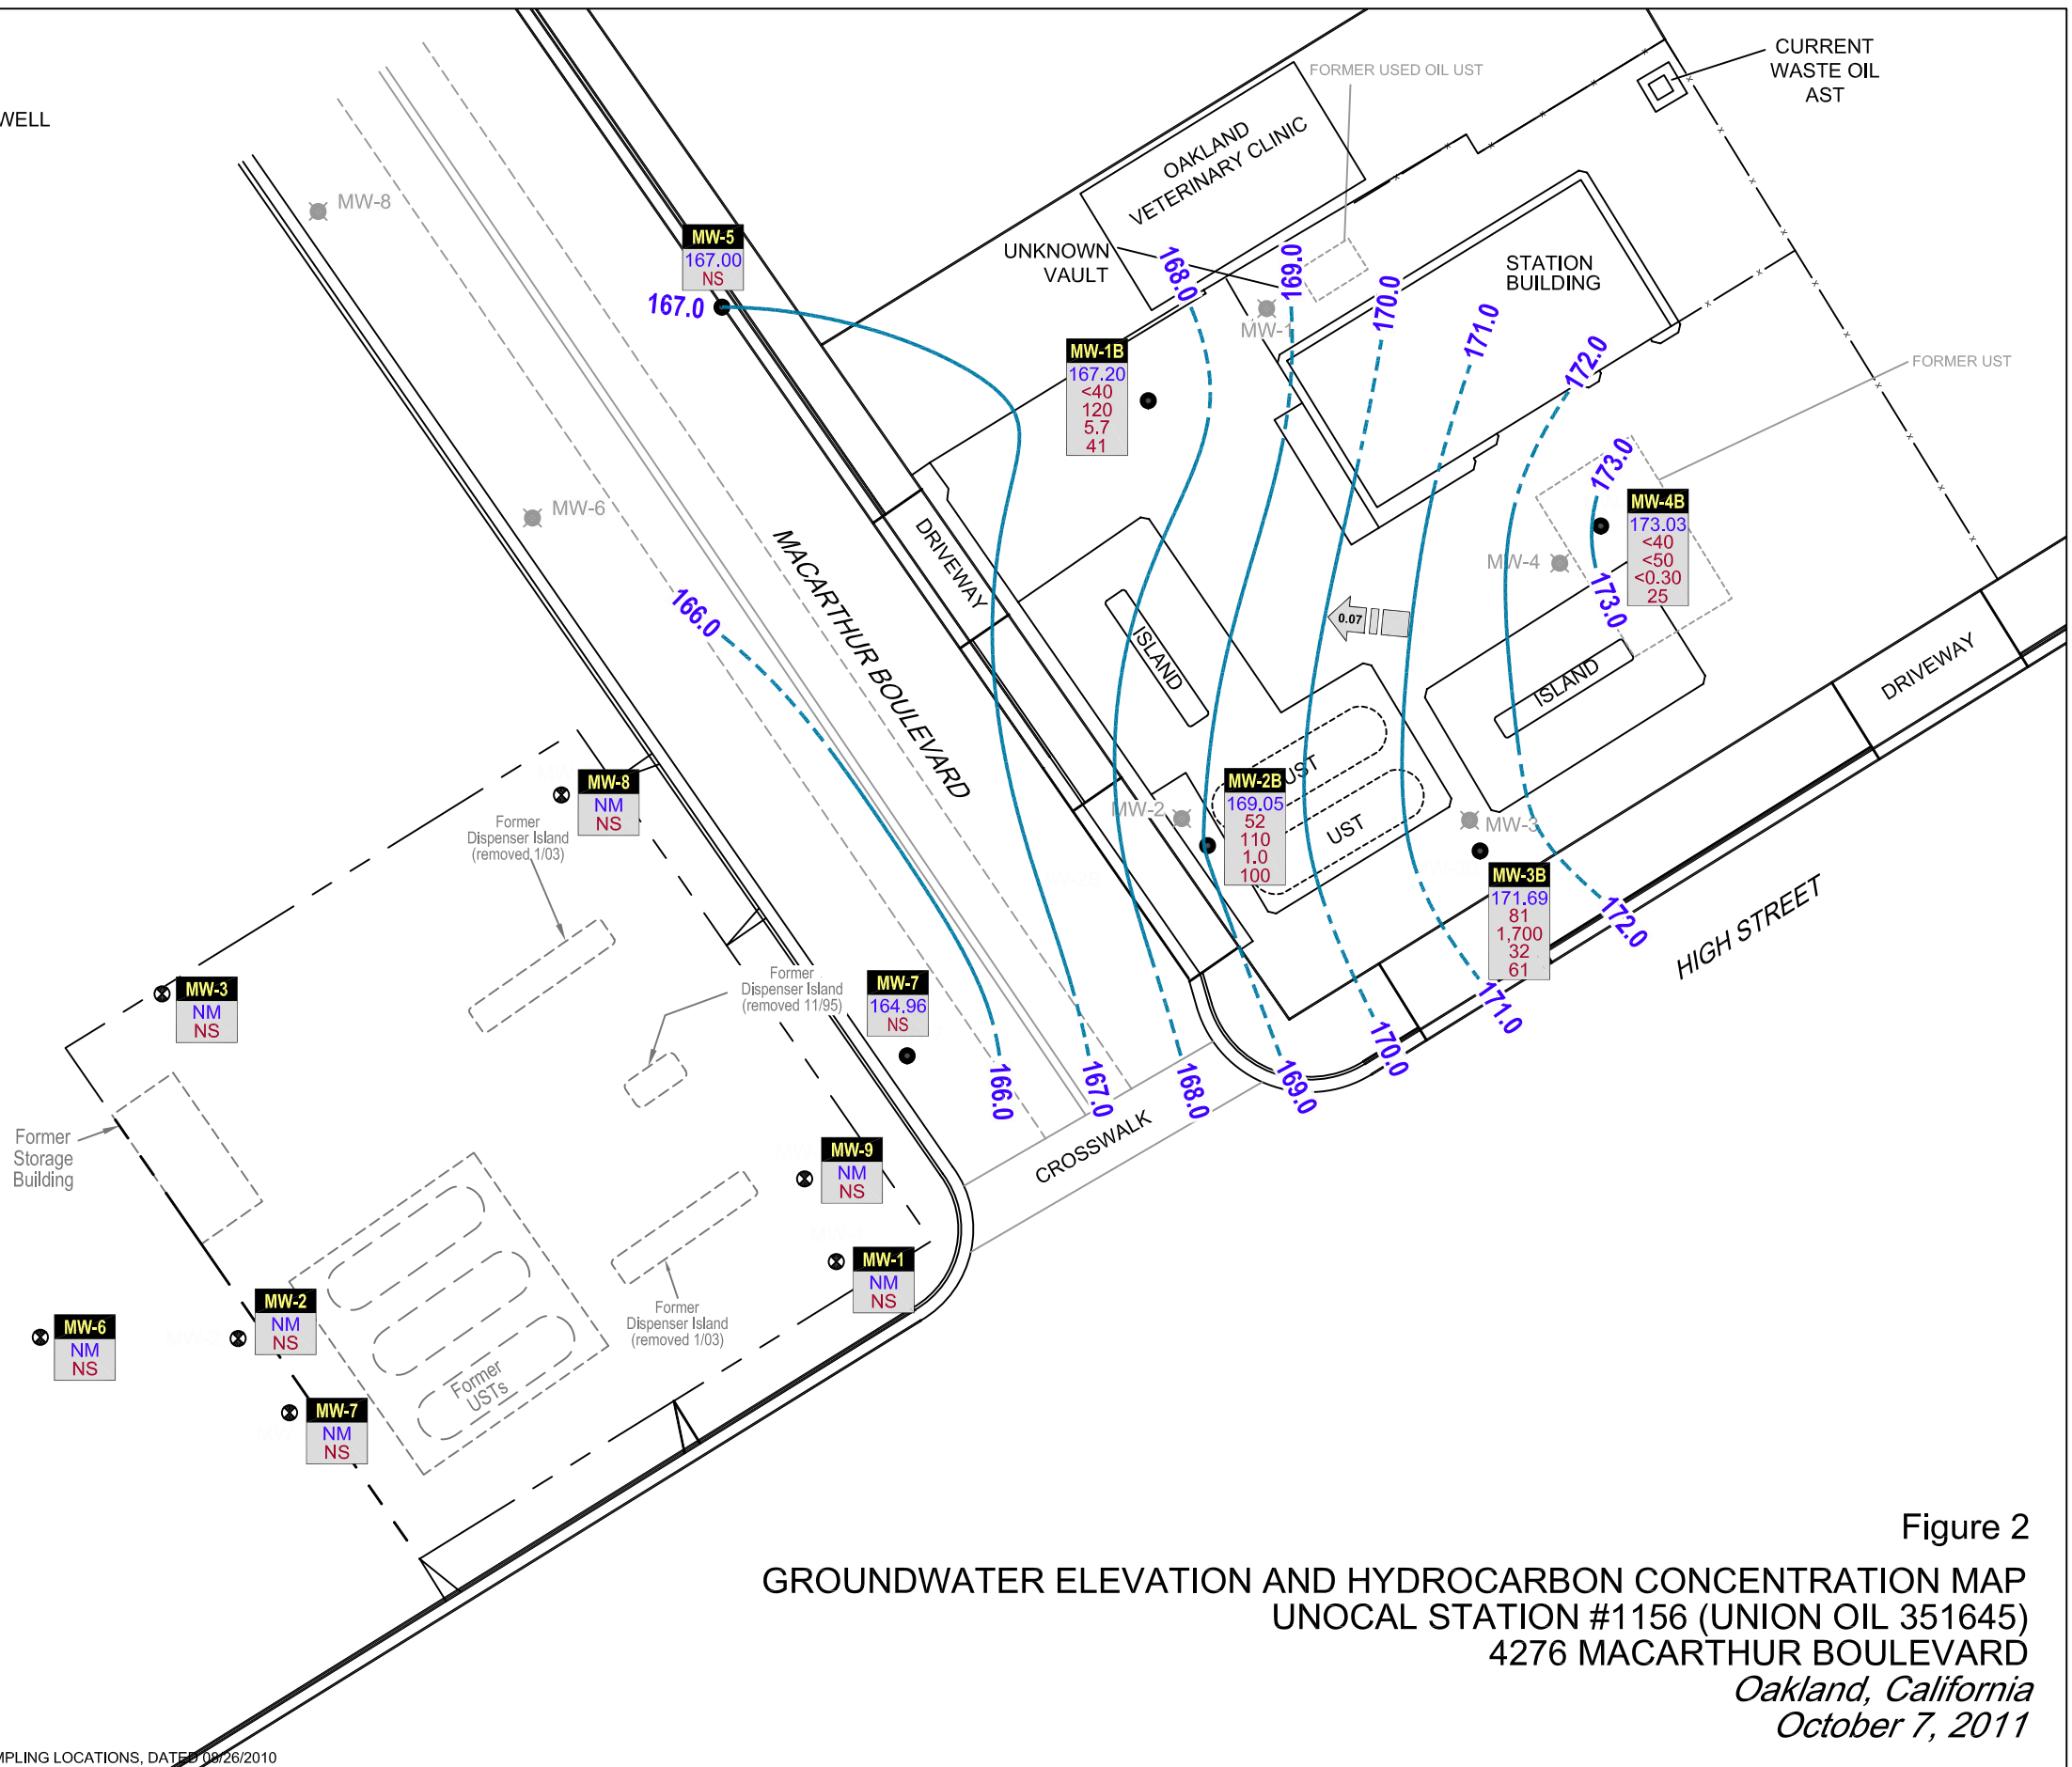 WELL
MW-8
MW-5
167.00
NS
167.0
OAKLAND
VETERINARY CLINIC
FORMER USED OIL UST
CURRENT
WASTE OIL
AST
UNKNOWN
VAULT
168.0
169.0
170.0
171.0
172.0
STATION
BUILDING
MW-1
FORMER UST
MW-1B
167.20
<40
120
5.7
41
MW-6
DRIVEWAY
MACARTHUR BOULEVARD
173.0
MW-4B
173.03
<40
<50
<0.30
25
MW-4
173.0
166.0
0.07
ISLAND
ISLAND
DRIVEWAY
MW-8
NM
NS
Former
Dispenser Island
(removed 1/03)
MW-2
MW-2B
169.05
52
110
1.0
100
UST
UST
MW-3
MW-3B
171.69
81
1,700
32
61
172.0
HIGH STREET
MW-3
NM
NS
Former
Dispenser Island
(removed 11/95)
MW-7
164.96
NS
166.0
167.0
168.0
169.0
170.0
171.0
CROSSWALK
Former
Storage
Building
MW-9
NM
NS
MW-1
NM
NS
MW-6
NM
NS
MW-2
NM
NS
Former
Dispenser Island
(removed 1/03)
Former
USTs
MW-7
NM
NS
Figure 2
GROUNDWATER ELEVATION AND HYDROCARBON CONCENTRATION MAP
UNOCAL STATION #1156 (UNION OIL 351645)
4276 MACARTHUR BOULEVARD
Oakland, California
October 7, 2011
MPLING LOCATIONS, DATED 08/26/2010